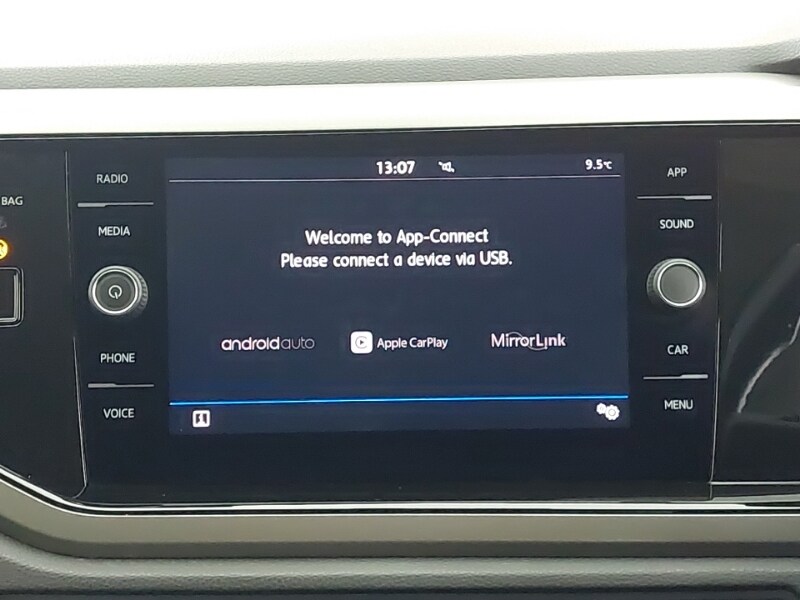 BAG
RADIO
MEDIA
PHONE
VOICE
13:07
9.5°C
Welcome to App-Connect
Please connect a device via USB.
androidauto
Apple CarPlay
MirrorLink
APP
SOUND
CAR
MENU